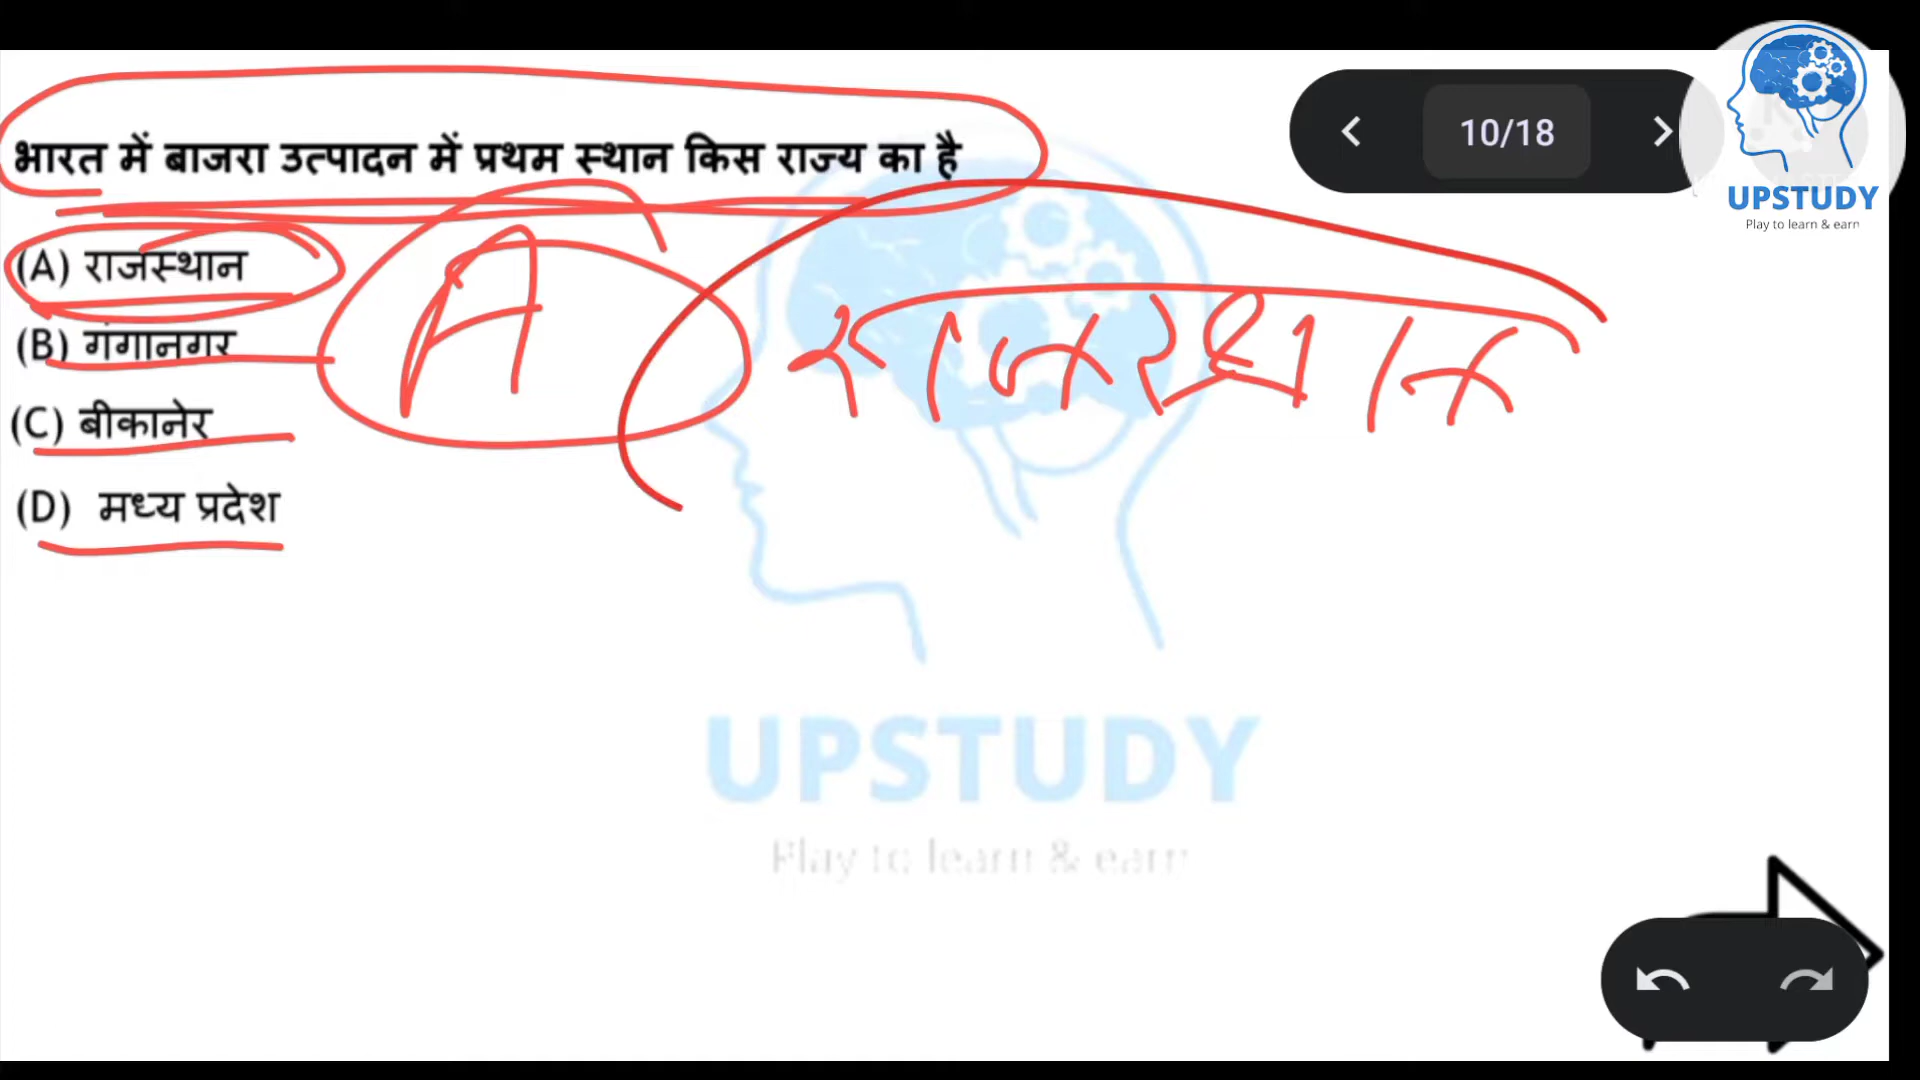 भारत में बाजरा उत्पादन में प्रथम स्थान किस राज्य का है
10/18
UPSTUDY
Play to learn & earn
(A) राजस्थान
(B) गंगानगर
(C) बीकानेर
(D) मध्य प्रदेश
A राजस्थान
UPSTUDY
Play to learn & earn